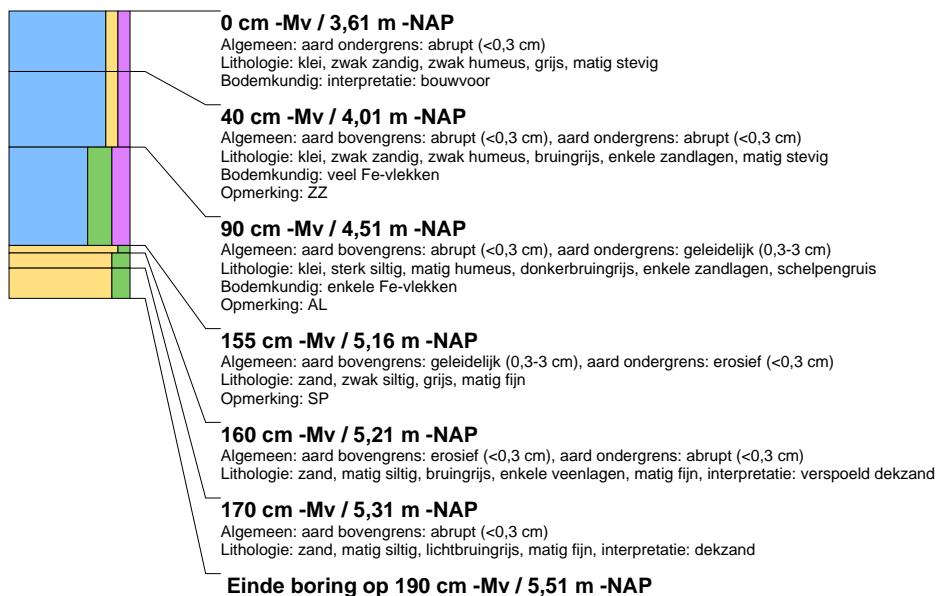 0 cm -Mv / 3,61 m -NAP
Algemeen: aard ondergrens: abrupt (<0,3 cm)
Lithologie: klei, zwak zandig, zwak humeus, grijs, matig stevig
Bodemkundig: interpretatie: bouwvoor
40 cm -Mv / 4,01 m -NAP
Algemeen: aard bovengrens: abrupt (<0,3 cm), aard ondergrens: abrupt (<0,3 cm)
Lithologie: klei, zwak zandig, zwak humeus, bruingrijs, enkele zandlagen, matig stevig
Bodemkundig: veel Fe-vlekken
Opmerking: ZZ
90 cm -Mv / 4,51 m -NAP
Algemeen: aard bovengrens: abrupt (<0,3 cm), aard ondergrens: geleidelijk (0,3-3 cm)
Lithologie: klei, sterk siltig, matig humeus, donkerbruingrijs, enkele zandlagen, schelpengruis
Bodemkundig: enkele Fe-vlekken
Opmerking: AL
155 cm -Mv / 5,16 m -NAP
Algemeen: aard bovengrens: geleidelijk (0,3-3 cm), aard ondergrens: erosief (<0,3 cm)
Lithologie: zand, zwak siltig, grijs, matig fijn
Opmerking: SP
160 cm -Mv / 5,21 m -NAP
Algemeen: aard bovengrens: erosief (<0,3 cm), aard ondergrens: abrupt (<0,3 cm)
Lithologie: zand, matig siltig, bruingrijs, enkele veenlagen, matig fijn, interpretatie: verspoeld dekzand
170 cm -Mv / 5,31 m -NAP
Algemeen: aard bovengrens: abrupt (<0,3 cm)
Lithologie: zand, matig siltig, lichtbruingrijs, matig fijn, interpretatie: dekzand
Einde boring op 190 cm -Mv / 5,51 m -NAP